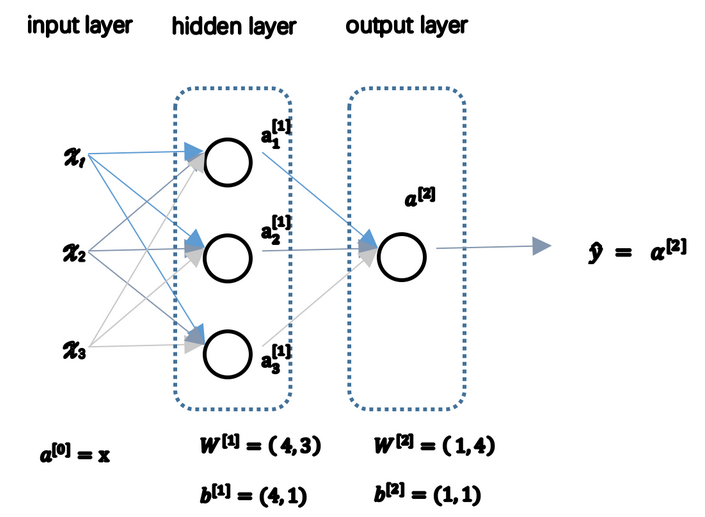 input layer hidden layer output layer
x₁
a₁^[1]
a^[2]
x₂
a₂^[1]
ŷ = a^[2]
x₃
a₃^[1]
a^[0] = x
W^[1] = (4,3)
W^[2] = (1,4)
b^[1] = (4,1)
b^[2] = (1,1)